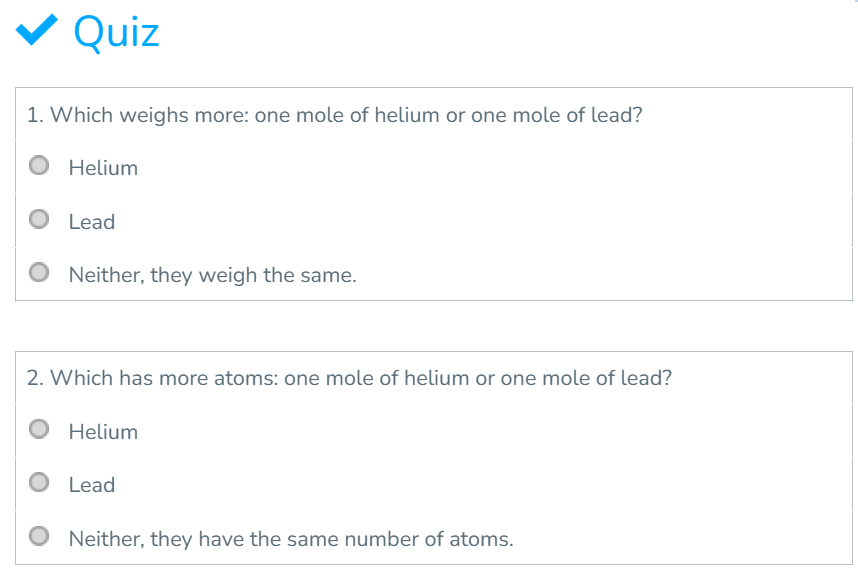 Quiz
1. Which weighs more: one mole of helium or one mole of lead?
Helium
Lead
Neither, they weigh the same.
2. Which has more atoms: one mole of helium or one mole of lead?
Helium
Lead
Neither, they have the same number of atoms.